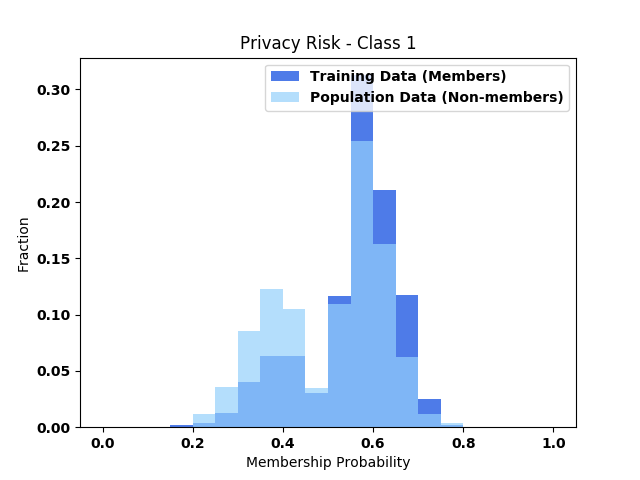 Privacy Risk - Class 1
Training Data (Members)
Population Data (Non-members)
0.30
0.25
0.20
0.15
0.10
0.05
0.00
Fraction
0.0 0.2 0.4 0.6 0.8 1.0
Membership Probability